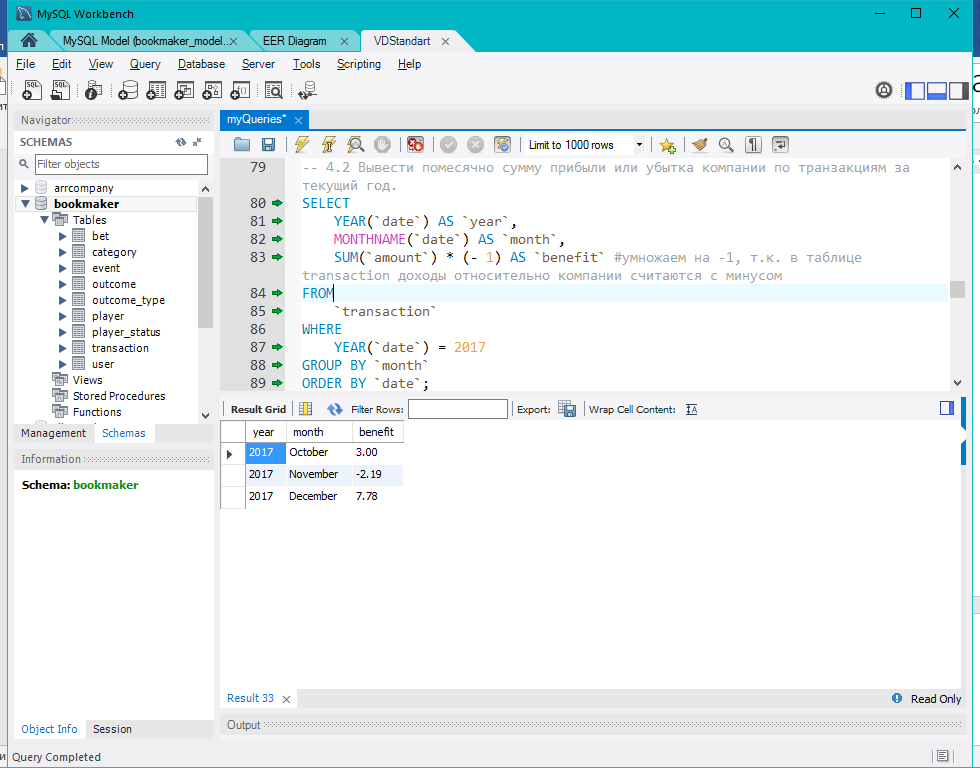 MySQL Workbench
MySQL Model (bookmaker_model..
EER Diagram
VDStandart
File Edit View Query Database Server Tools Scripting Help
Navigator
SCHEMAS
Filter objects
arrcompany
bookmaker
Tables
bet
category
event
outcome
outcome_type
player
player_status
transaction
user
Views
Stored Procedures
Functions
Management Schemas
Information
Schema: bookmaker
Object Info Session
Query Completed
myQueries*
Limit to 1000 rows
79 -- 4.2 Вывести помесячно сумму прибыли или убытка компании по транзакциям за
текущий год.
80 SELECT
81 YEAR(`date`) AS `year`,
82 MONTHNAME(`date`) AS `month`,
83 SUM(`amount`) * (- 1) AS `benefit` #умножаем на -1, т.к. в таблице
transaction доходы относительно компании считаются с минусом
84 FROM
85 `transaction`
86 WHERE
87 YEAR(`date`) = 2017
88 GROUP BY `month`
89 ORDER BY `date`;
Result Grid Filter Rows: Export: Wrap Cell Content:
year month benefit
2017 October 3.00
2017 November -2.19
2017 December 7.78
Result 33
Read Only
Output